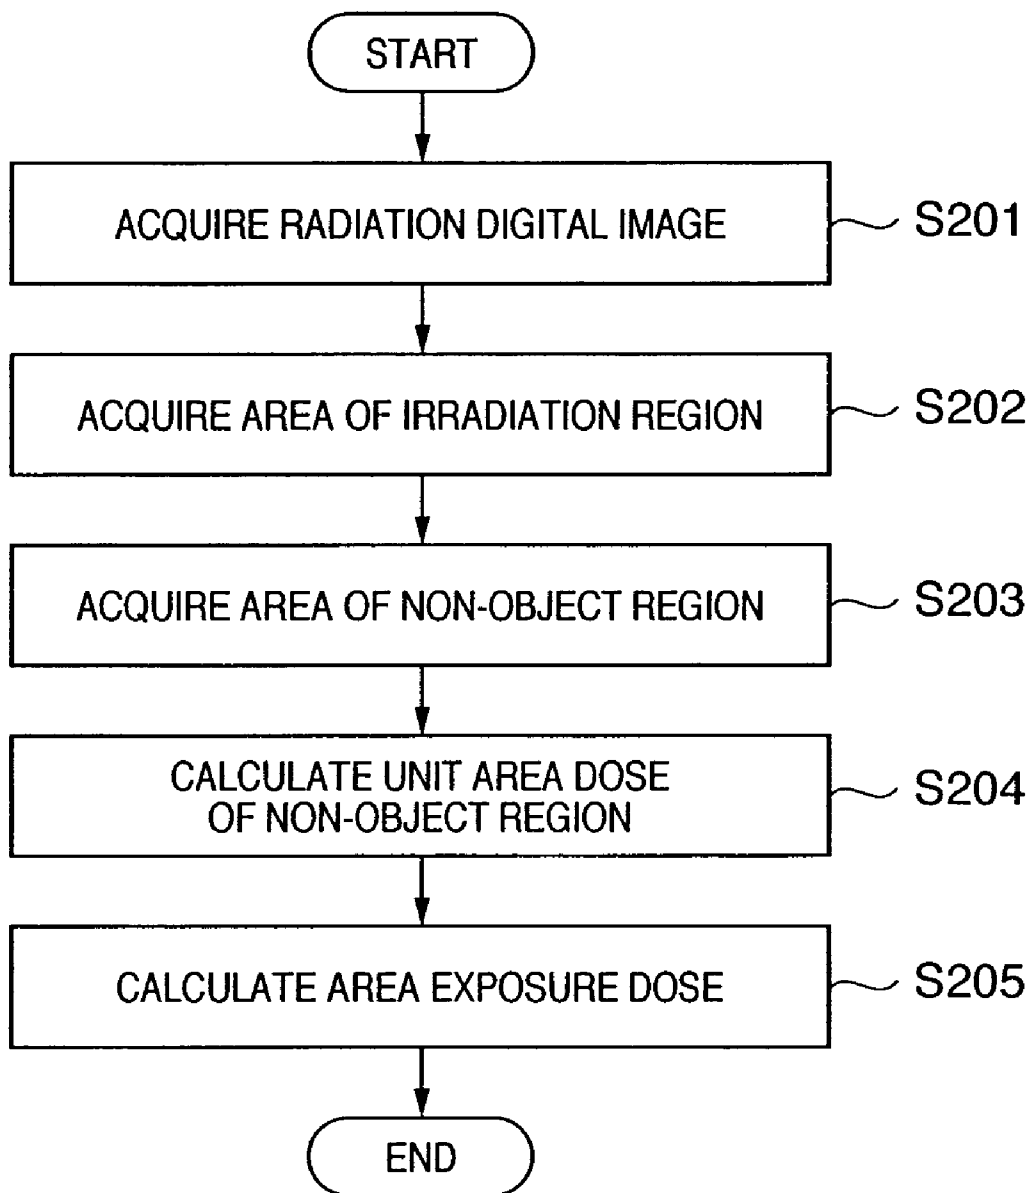 START
ACQUIRE RADIATION DIGITAL IMAGE
S201
ACQUIRE AREA OF IRRADIATION REGION
S202
ACQUIRE AREA OF NON-OBJECT REGION
S203
CALCULATE UNIT AREA DOSE
OF NON-OBJECT REGION
S204
CALCULATE AREA EXPOSURE DOSE
S205
END